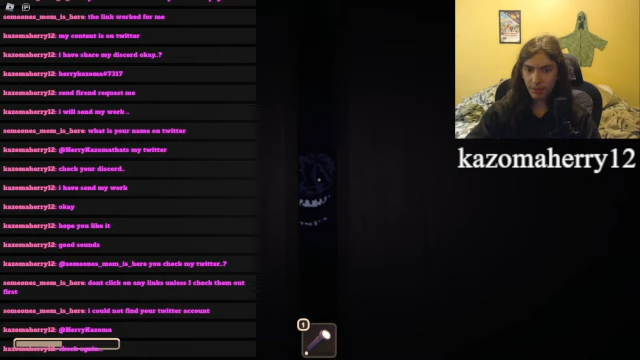 someones_mom_is_here: the link worked for me
kazomaherry12: my content is on twitter
kazomaherry12: i have share my discord okay..?
kazomaherry12: herrykazoma#7317
kazomaherry12: send firend request me
kazomaherry12: i will send my work ..
someones_mom_is_here: what is your name on twitter
kazomaherry12: @HerryKazomathats my twitter
kazomaherry12: check your discord..
kazomaherry12: i have send my work
kazomaherry12: okay
kazomaherry12: hope you like it
kazomaherry12: good sounds
kazomaherry12: @someones_mom_is_here you check my twitter..?
someones_mom_is_here: dont click on any links unless I check them out
first
someones_mom_is_here: i could not find your twitter account
kazomaherry12: @HerryKazoma
kazomaherry12: check again..
kazomaherry12
1